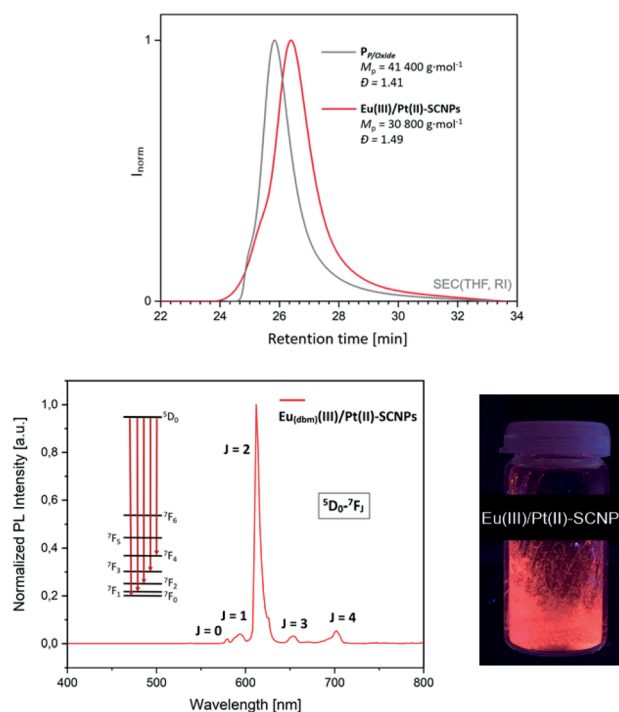 1
P_P/Oxide
M_p = 41 400 g·mol⁻¹
Đ = 1.41
Eu(III)/Pt(II)-SCNPs
M_p = 30 800 g·mol⁻¹
Đ = 1.49
I_norm
SEC(THF, RI)
0
22 24 26 28 30 32 34
Retention time [min]
Normalized PL Intensity [a.u.]
1,0
0,8
0,6
0,4
0,2
0,0
Eu_(dbm)(III)/Pt(II)-SCNPs
⁵D₀
J = 2
⁵D₀-⁷F_J
⁷F₆
⁷F₅
⁷F₄
⁷F₃
⁷F₂
⁷F₁
⁷F₀
J = 0
J = 1
J = 3
J = 4
400 500 600 700 800
Wavelength [nm]
Eu(III)/Pt(II)-SCNP